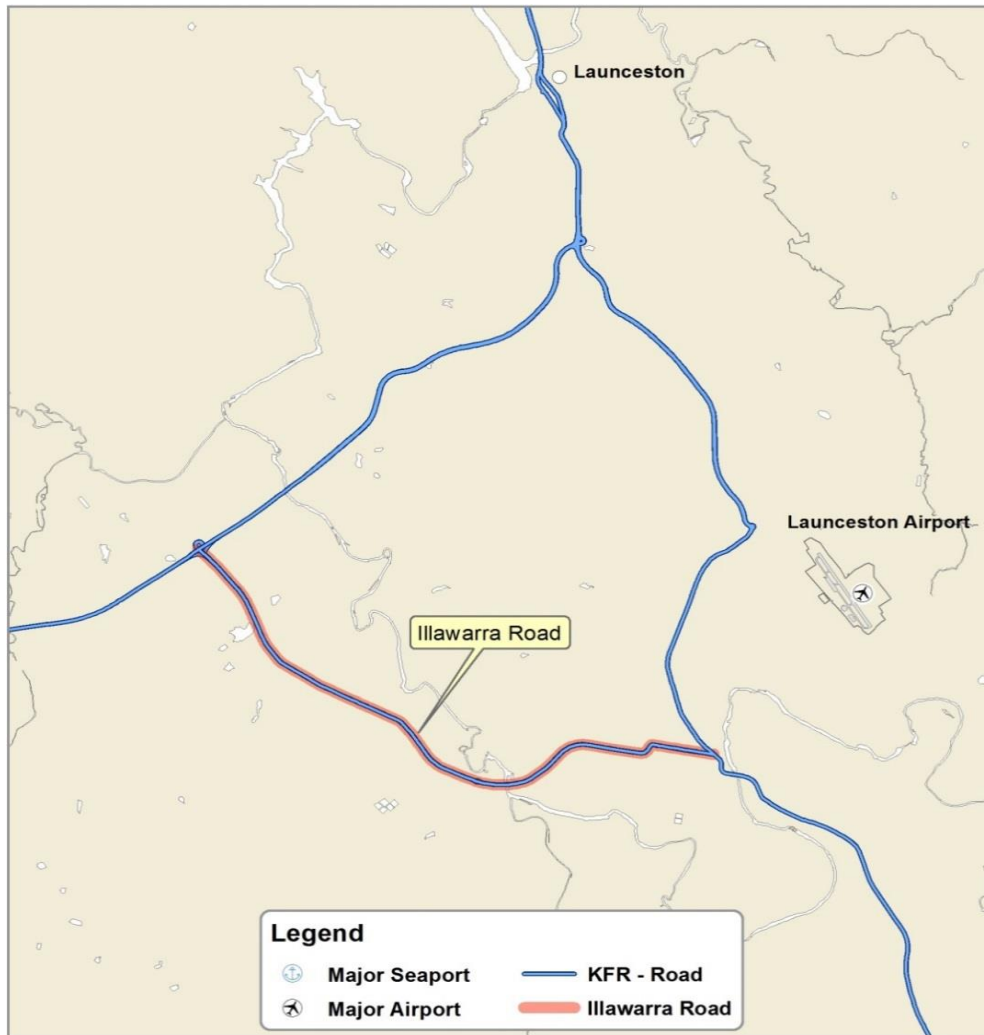 Launceston
Launceston Airport
Illawarra Road
Legend
Major Seaport
KFR - Road
Major Airport
Illawarra Road